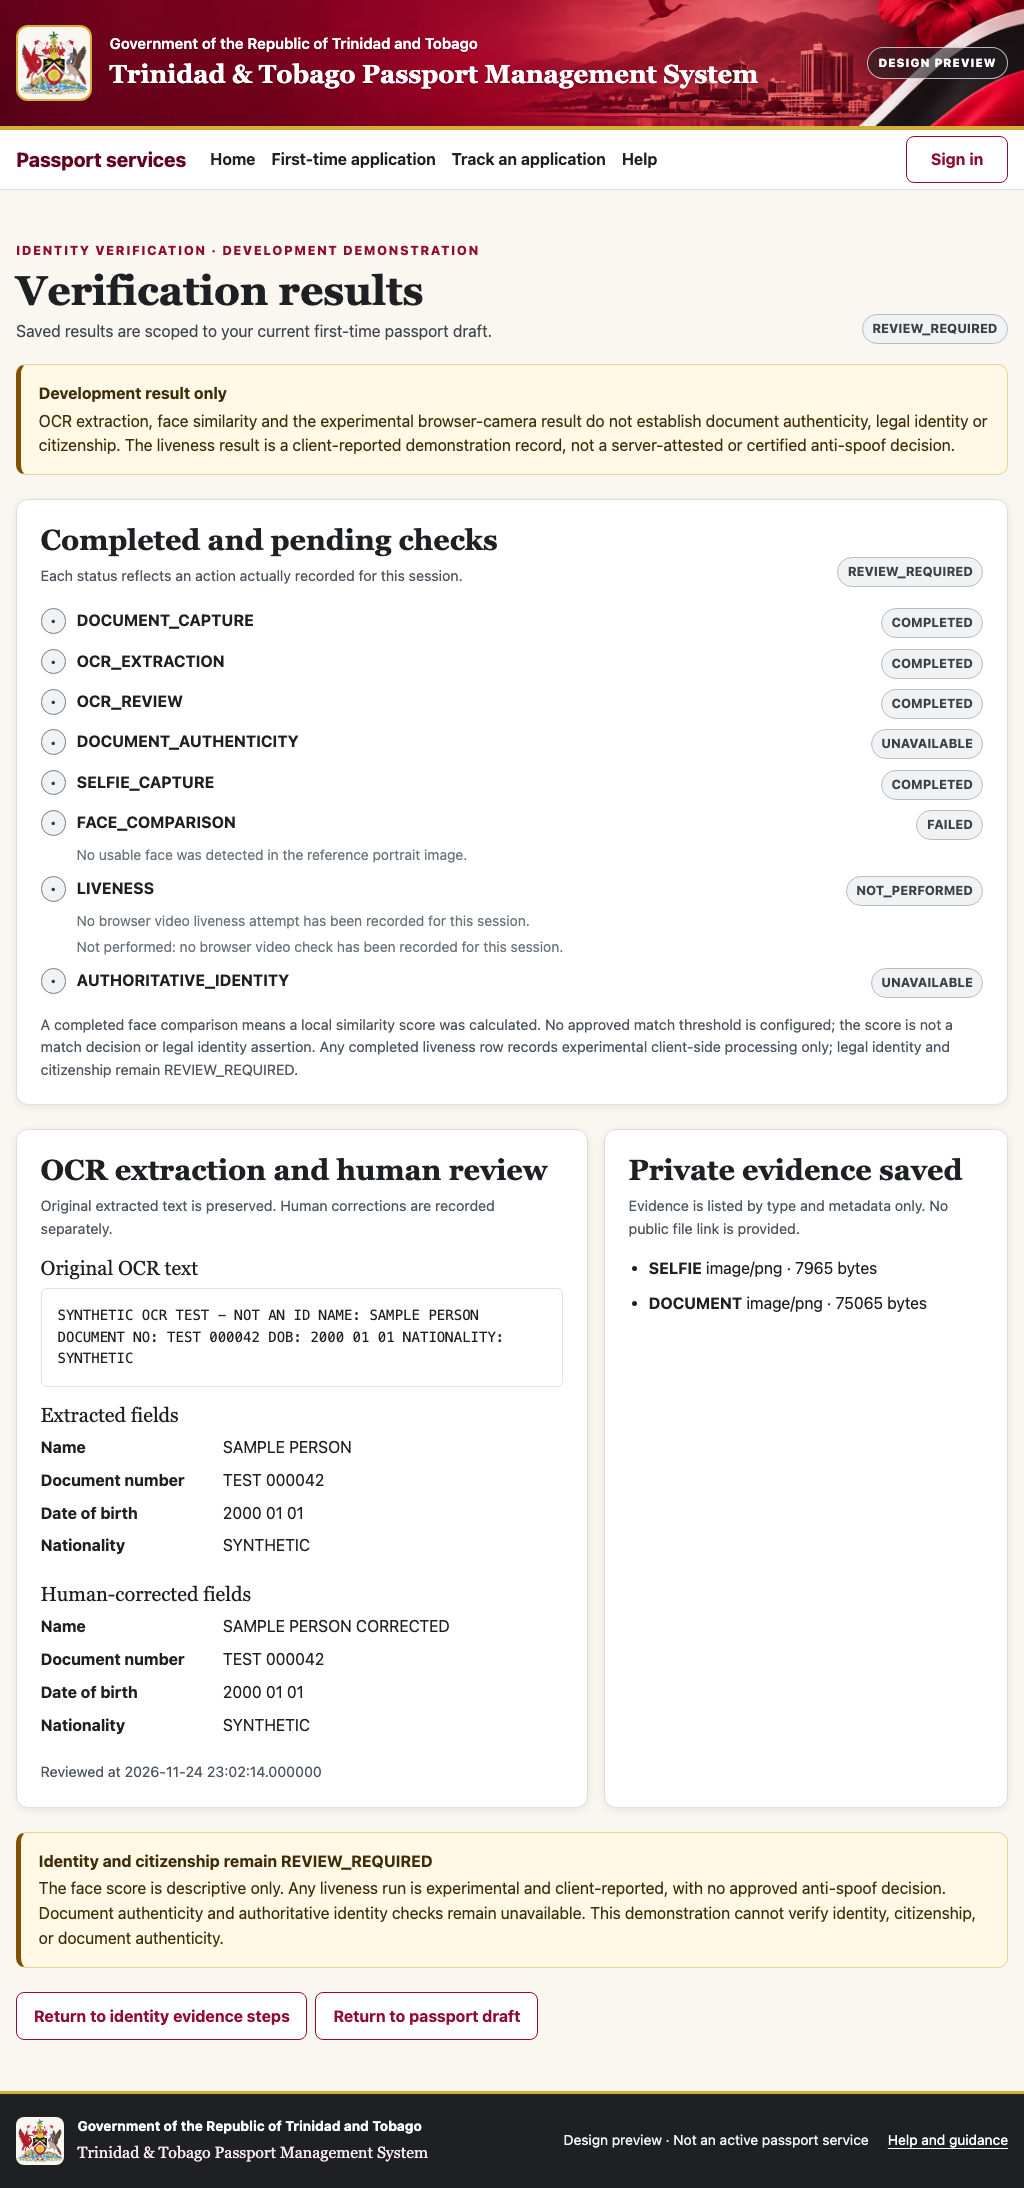 Government of the Republic of Trinidad and Tobago
Trinidad & Tobago Passport Management System
DESIGN PREVIEW
Passport services Home First-time application Track an application Help Sign in
IDENTITY VERIFICATION · DEVELOPMENT DEMONSTRATION
Verification results
Saved results are scoped to your current first-time passport draft.
REVIEW_REQUIRED
Development result only
OCR extraction, face similarity and the experimental browser-camera result do not establish document authenticity, legal identity or
citizenship. The liveness result is a client-reported demonstration record, not a server-attested or certified anti-spoof decision.
Completed and pending checks
Each status reflects an action actually recorded for this session.
REVIEW_REQUIRED
DOCUMENT_CAPTURE COMPLETED
OCR_EXTRACTION COMPLETED
OCR_REVIEW COMPLETED
DOCUMENT_AUTHENTICITY UNAVAILABLE
SELFIE_CAPTURE COMPLETED
FACE_COMPARISON FAILED
No usable face was detected in the reference portrait image.
LIVENESS NOT_PERFORMED
No browser video liveness attempt has been recorded for this session.
Not performed: no browser video check has been recorded for this session.
AUTHORITATIVE_IDENTITY UNAVAILABLE
A completed face comparison means a local similarity score was calculated. No approved match threshold is configured; the score is not a
match decision or legal identity assertion. Any completed liveness row records experimental client-side processing only; legal identity and
citizenship remain REVIEW_REQUIRED.
OCR extraction and human review
Original extracted text is preserved. Human corrections are recorded
separately.
Original OCR text
SYNTHETIC OCR TEST — NOT AN ID NAME: SAMPLE PERSON
DOCUMENT NO: TEST 000042 DOB: 2000 01 01 NATIONALITY:
SYNTHETIC
Extracted fields
Name SAMPLE PERSON
Document number TEST 000042
Date of birth 2000 01 01
Nationality SYNTHETIC
Human-corrected fields
Name SAMPLE PERSON CORRECTED
Document number TEST 000042
Date of birth 2000 01 01
Nationality SYNTHETIC
Reviewed at 2026-11-24 23:02:14.000000
Private evidence saved
Evidence is listed by type and metadata only. No
public file link is provided.
• SELFIE image/png · 7965 bytes
• DOCUMENT image/png · 75065 bytes
Identity and citizenship remain REVIEW_REQUIRED
The face score is descriptive only. Any liveness run is experimental and client-reported, with no approved anti-spoof decision.
Document authenticity and authoritative identity checks remain unavailable. This demonstration cannot verify identity, citizenship,
or document authenticity.
Return to identity evidence steps Return to passport draft
Government of the Republic of Trinidad and Tobago
Trinidad & Tobago Passport Management System
Design preview · Not an active passport service Help and guidance